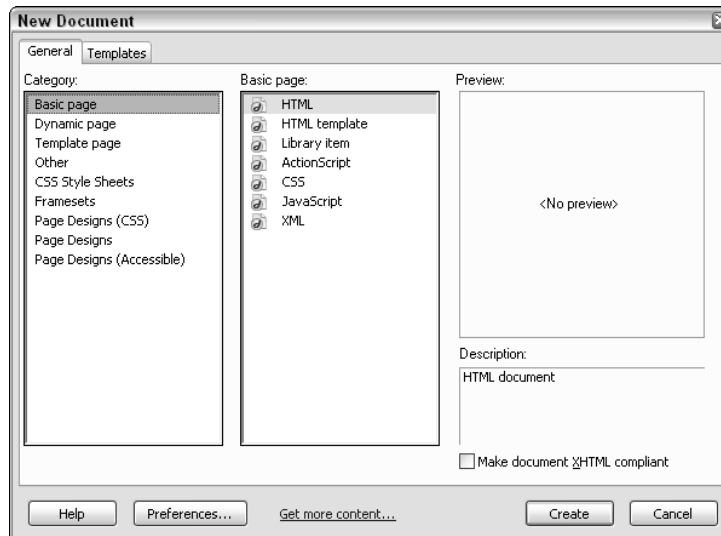 New Document
General
Templates
Category:
Basic page
Dynamic page
Template page
Other
CSS Style Sheets
Framesets
Page Designs (CSS)
Page Designs
Page Designs (Accessible)
Basic page:
HTML
HTML template
Library item
ActionScript
CSS
JavaScript
XML
Preview:
<No preview>
Description:
HTML document
Make document XHTML compliant
Help
Preferences...
Get more content...
Create
Cancel